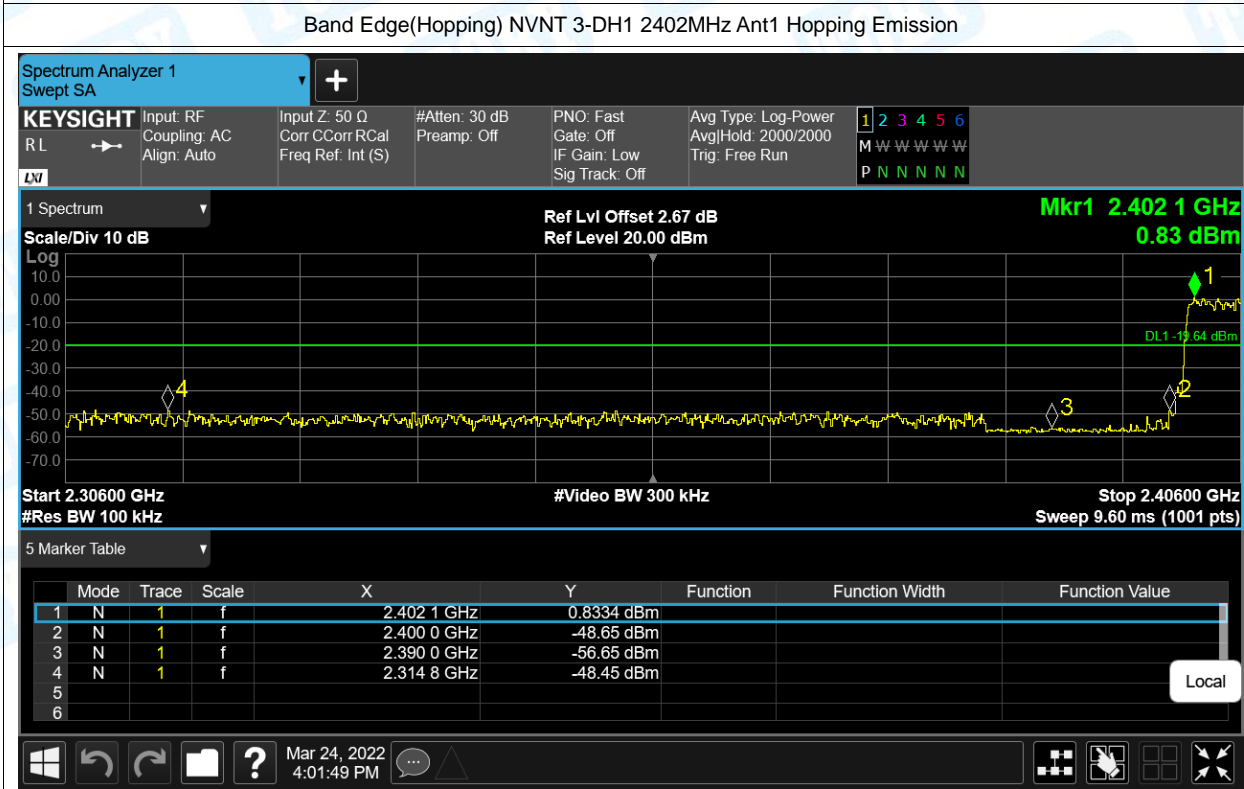 Band Edge(Hopping) NVNT 3-DH1 2402MHz Ant1 Hopping Emission
Spectrum Analyzer 1
Swept SA
KEYSIGHT
R L
LXI
Input: RF
Coupling: AC
Align: Auto
Input Z: 50 Ω
Corr CCorr RCal
Freq Ref: Int (S)
#Atten: 30 dB
Preamp: Off
PNO: Fast
Gate: Off
IF Gain: Low
Sig Track: Off
Avg Type: Log-Power
Avg|Hold: 2000/2000
Trig: Free Run
1 2 3 4 5 6
M W W W W W
P N N N N N
1 Spectrum
Scale/Div 10 dB
Ref Lvl Offset 2.67 dB
Ref Level 20.00 dBm
Mkr1 2.402 1 GHz
0.83 dBm
Log
10.0
0.00
-10.0
-20.0
-30.0
-40.0
-50.0
-60.0
-70.0
1
DL1 -19.64 dBm
4
2
3
Start 2.30600 GHz
#Video BW 300 kHz
Stop 2.40600 GHz
#Res BW 100 kHz
Sweep 9.60 ms (1001 pts)
5 Marker Table
Mode Trace Scale X Y Function Function Width Function Value
1 N 1 f 2.402 1 GHz 0.8334 dBm
2 N 1 f 2.400 0 GHz -48.65 dBm
3 N 1 f 2.390 0 GHz -56.65 dBm
4 N 1 f 2.314 8 GHz -48.45 dBm
5
6
Local
?
Mar 24, 2022
4:01:49 PM